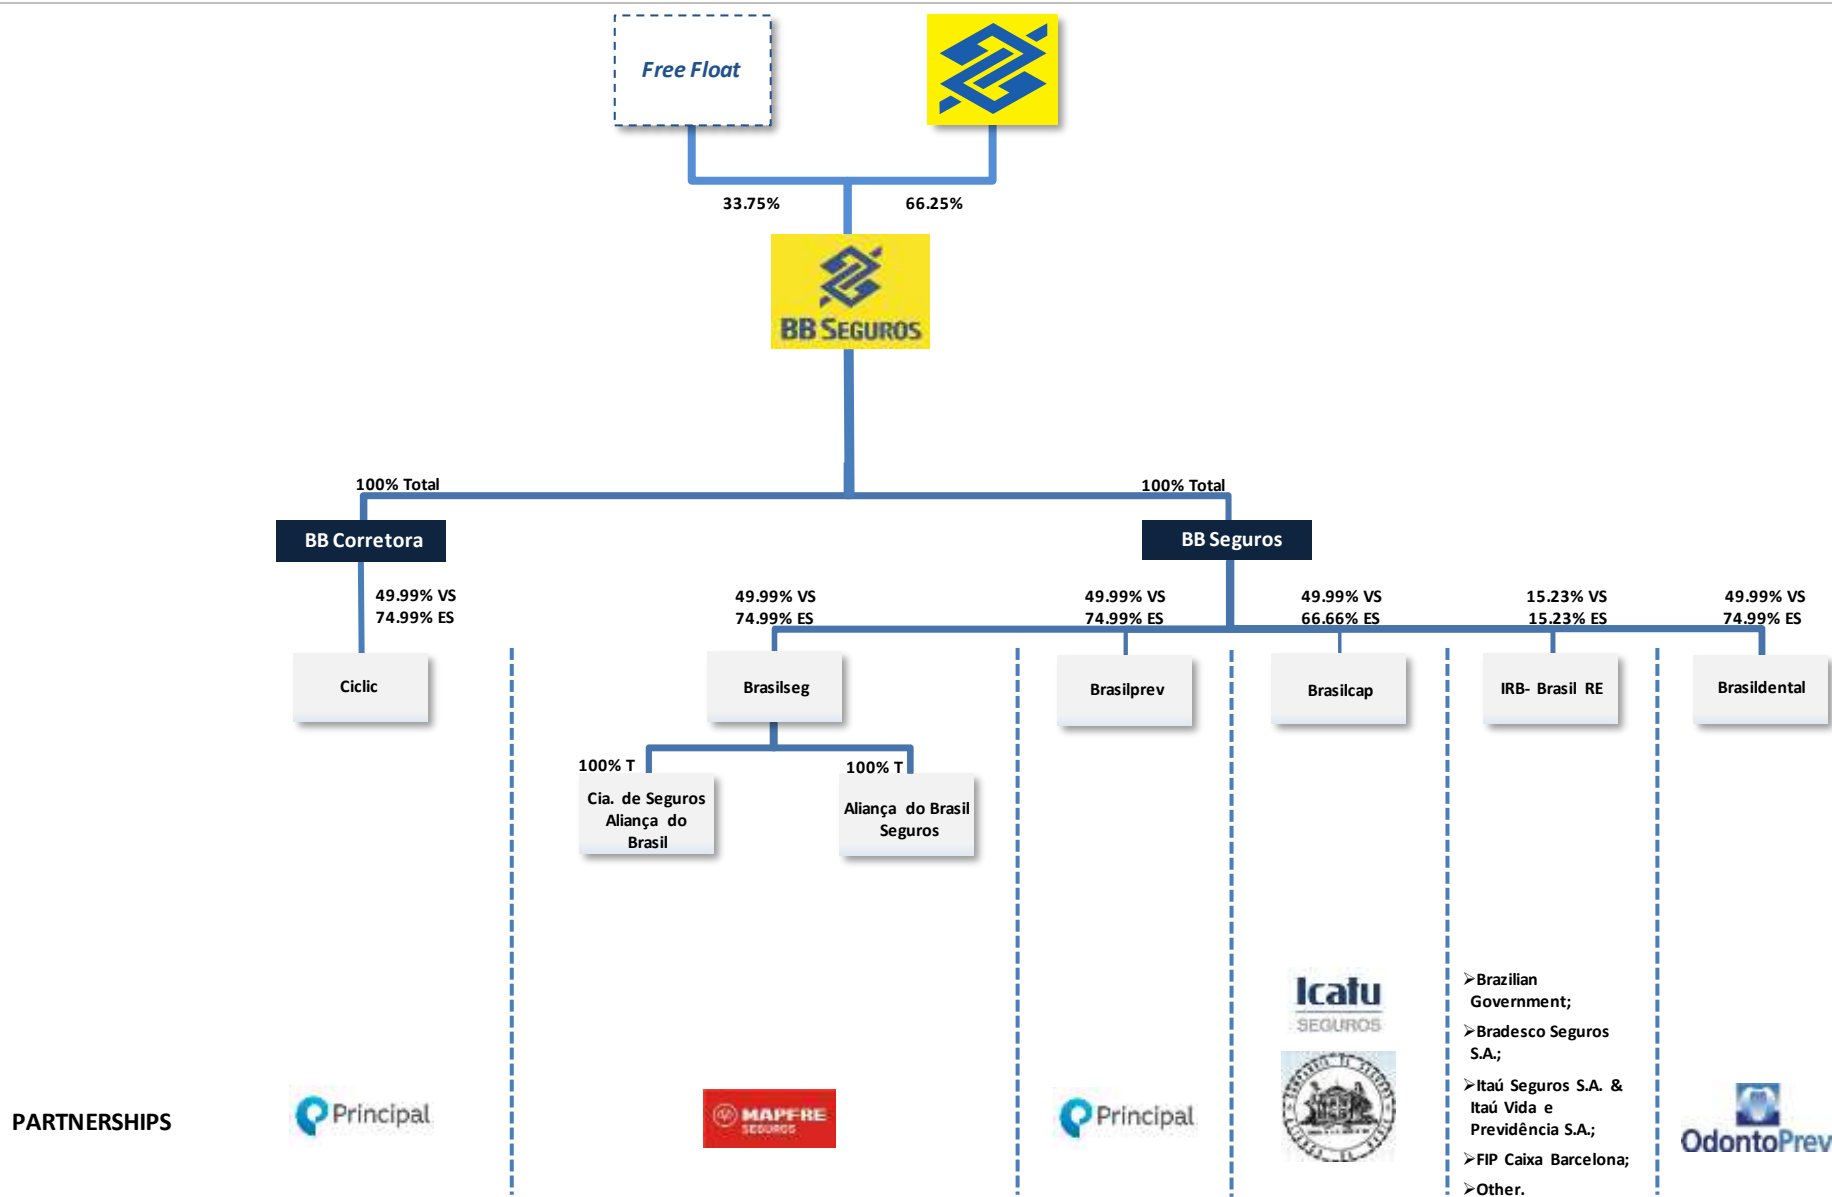 Free Float
33.75%
66.25%
BB SEGUROS
100% Total
100% Total
BB Corretora
BB Seguros
49.99% VS
74.99% ES
49.99% VS
74.99% ES
49.99% VS
74.99% ES
49.99% VS
66.66% ES
15.23% VS
15.23% ES
49.99% VS
74.99% ES
Ciclic
Brasilseg
Brasilprev
Brasilcap
IRB- Brasil RE
Brasildental
100% T
100% T
Cia. de Seguros
Aliança do
Brasil
Aliança do Brasil
Seguros
PARTNERSHIPS
Principal
MAPFRE
SEGUROS
Principal
Icatu
SEGUROS
➢Brazilian
Government;
➢Bradesco Seguros
S.A.;
➢Itaú Seguros S.A. &
Itaú Vida e
Previdência S.A.;
➢FIP Caixa Barcelona;
➢Other.
OdontoPrev